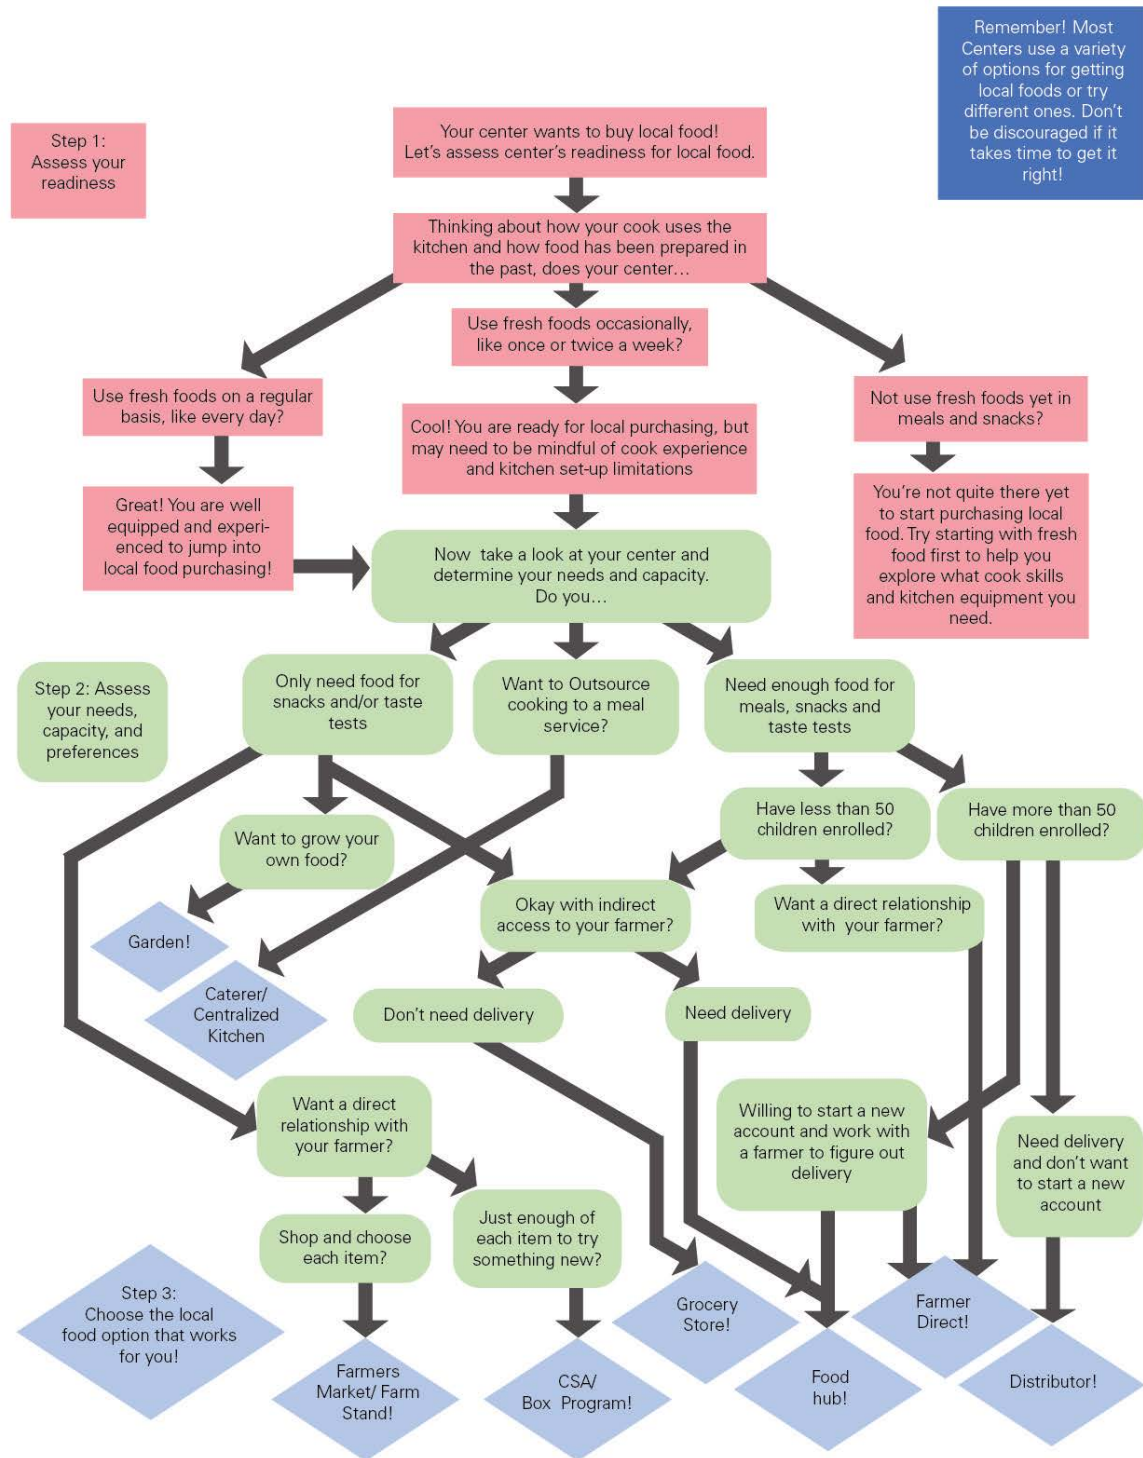 Remember! Most
Centers use a variety
of options for getting
local foods or try
different ones. Don't
be discouraged if it
takes time to get it
right!
Step 1:
Assess your
readiness
Your center wants to buy local food!
Let's assess center's readiness for local food.
Thinking about how your cook uses the
kitchen and how food has been prepared in
the past, does your center…
Use fresh foods occasionally,
like once or twice a week?
Use fresh foods on a regular
basis, like every day?
Not use fresh foods yet in
meals and snacks?
Cool! You are ready for local purchasing, but
may need to be mindful of cook experience
and kitchen set-up limitations
Great! You are well
equipped and experi-
enced to jump into
local food purchasing!
You're not quite there yet
to start purchasing local
food. Try starting with fresh
food first to help you
explore what cook skills
and kitchen equipment you
need.
Now take a look at your center and
determine your needs and capacity.
Do you…
Step 2: Assess
your needs,
capacity, and
preferences
Only need food for
snacks and/or taste
tests
Want to Outsource
cooking to a meal
service?
Need enough food for
meals, snacks and
taste tests
Have less than 50
children enrolled?
Have more than 50
children enrolled?
Want to grow your
own food?
Okay with indirect
access to your farmer?
Want a direct relationship
with your farmer?
Garden!
Caterer/
Centralized
Kitchen
Don't need delivery
Need delivery
Want a direct
relationship with
your farmer?
Willing to start a new
account and work with
a farmer to figure out
delivery
Need delivery
and don't want
to start a new
account
Shop and choose
each item?
Just enough of
each item to try
something new?
Step 3:
Choose the local
food option that works
for you!
Farmers
Market/ Farm
Stand!
CSA/
Box Program!
Grocery
Store!
Food
hub!
Farmer
Direct!
Distributor!